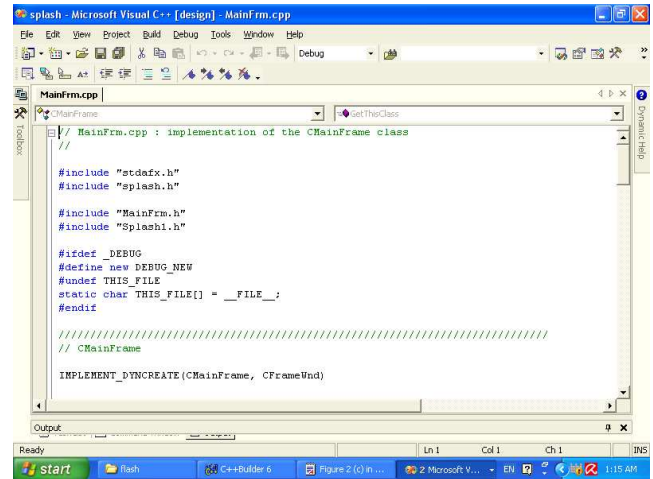 splash - Microsoft Visual C++ [design] - MainFrm.cpp
File Edit View Project Build Debug Tools Window Help
Debug
MainFrm.cpp
CMainFrame GetThisClass
Toolbox
Dynamic Help
// MainFrm.cpp : implementation of the CMainFrame class
//
#include "stdafx.h"
#include "splash.h"
#include "MainFrm.h"
#include "Splash1.h"
#ifdef _DEBUG
#define new DEBUG_NEW
#undef THIS_FILE
static char THIS_FILE[] = __FILE__;
#endif
/////////////////////////////////////////////////////////////////////////////
// CMainFrame
IMPLEMENT_DYNCREATE(CMainFrame, CFrameWnd)
Output
Ready Ln 1 Col 1 Ch 1 INS
start flash C++Builder 6 Figure 2 (c) in ... 2 Microsoft V... EN 1:15 AM